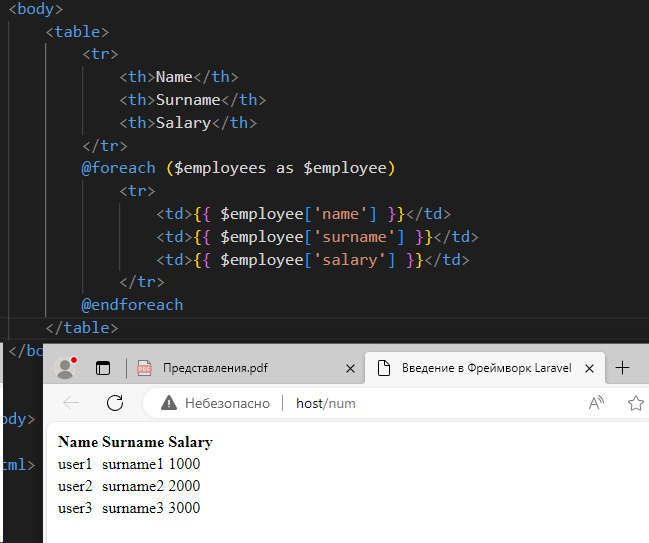 <body>
<table>
<tr>
<th>Name</th>
<th>Surname</th>
<th>Salary</th>
</tr>
@foreach ($employees as $employee)
<tr>
<td>{{ $employee['name'] }}</td>
<td>{{ $employee['surname'] }}</td>
<td>{{ $employee['salary'] }}</td>
</tr>
@endforeach
</table>
</bo
Представления.pdf
Введение в Фреймворк Laravel
Небезопасно
host/num
ody>
tml>
Name Surname Salary
user1 surname1 1000
user2 surname2 2000
user3 surname3 3000